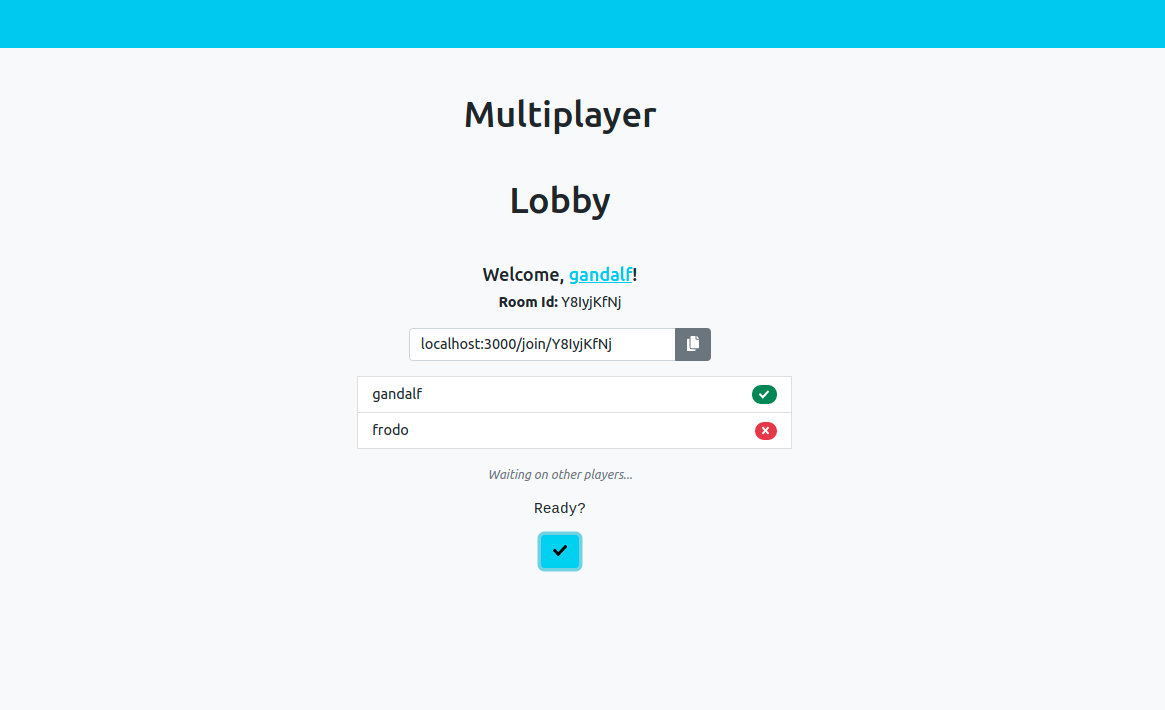 Multiplayer
Lobby
Welcome, gandalf!
Room Id: Y8IyjKfNj
localhost:3000/join/Y8IyjKfNj
gandalf
frodo
Waiting on other players...
Ready?